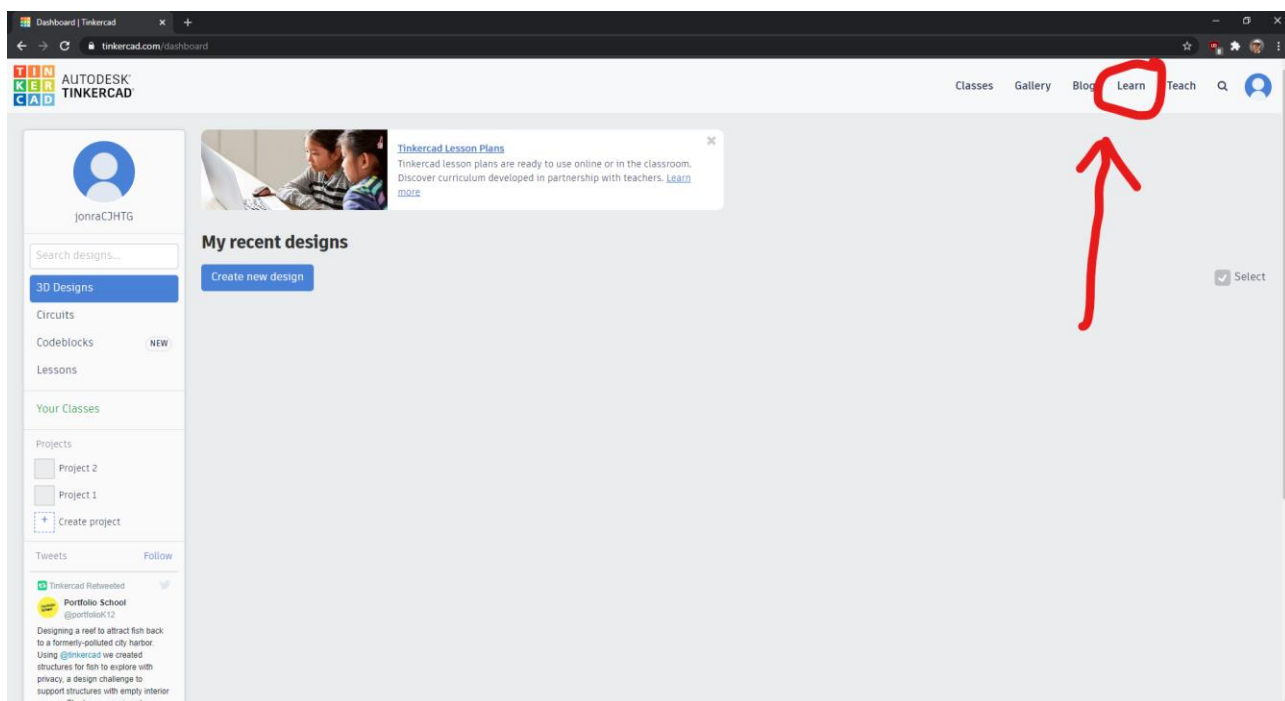 Dashboard | Tinkercad
tinkercad.com/dashboard
TIN
KER
CAD
AUTODESK®
TINKERCAD®
Classes Gallery Blog Learn Teach
jonraCJHTG
Search designs...
3D Designs
Circuits
Codeblocks NEW
Lessons
Your Classes
Projects
Project 2
Project 1
+ Create project
Tweets Follow
Tinkercad Retweeted
Portfolio School
@portfolioK12
Designing a reef to attract fish back
to a formerly-polluted city harbor.
Using @tinkercad we created
structures for fish to explore with
privacy, a design challenge to
support structures with empty interior
Tinkercad Lesson Plans
Tinkercad lesson plans are ready to use online or in the classroom.
Discover curriculum developed in partnership with teachers. Learn
more
My recent designs
Create new design
Select